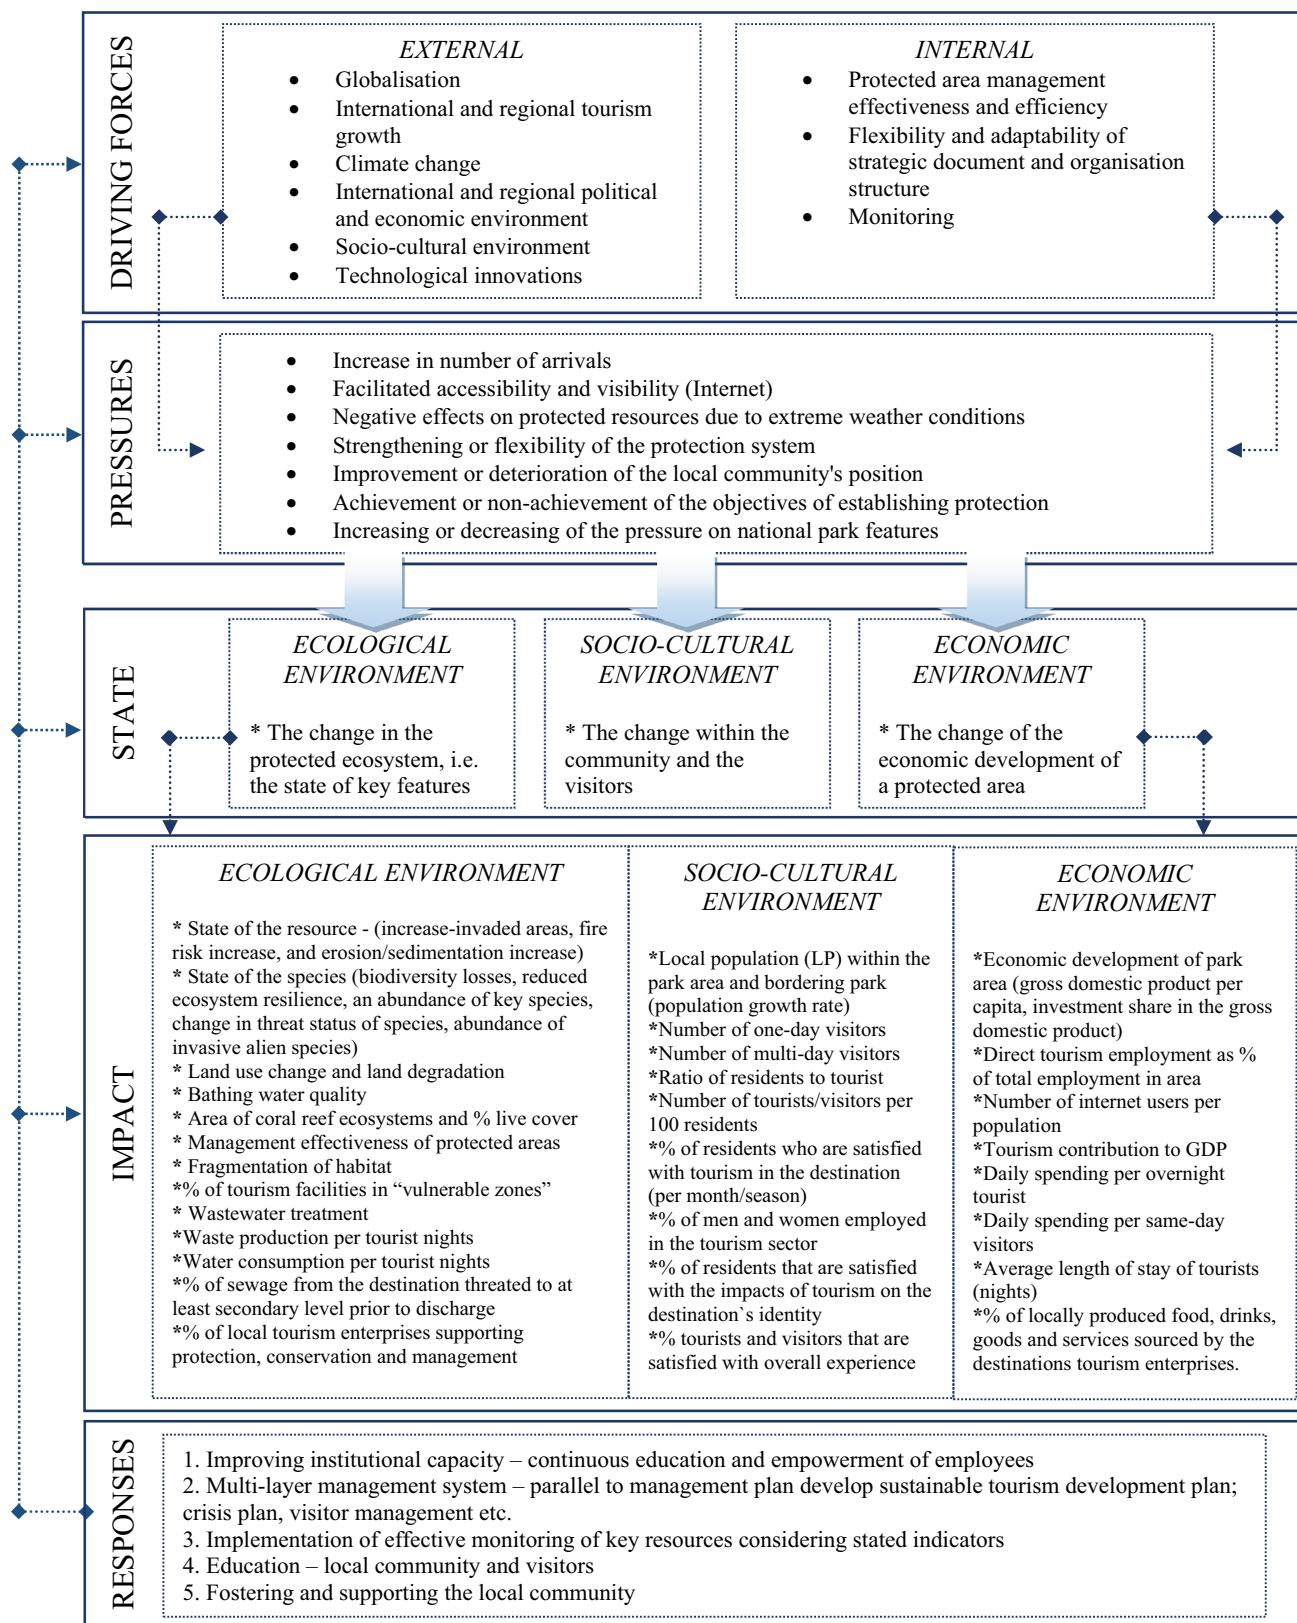 DRIVING FORCES
EXTERNAL
• Globalisation
• International and regional tourism
growth
• Climate change
• International and regional political
and economic environment
• Socio-cultural environment
• Technological innovations
INTERNAL
• Protected area management
effectiveness and efficiency
• Flexibility and adaptability of
strategic document and organisation
structure
• Monitoring
PRESSURES
• Increase in number of arrivals
• Facilitated accessibility and visibility (Internet)
• Negative effects on protected resources due to extreme weather conditions
• Strengthening or flexibility of the protection system
• Improvement or deterioration of the local community's position
• Achievement or non-achievement of the objectives of establishing protection
• Increasing or decreasing of the pressure on national park features
STATE
ECOLOGICAL
ENVIRONMENT
* The change in the
protected ecosystem, i.e.
the state of key features
SOCIO-CULTURAL
ENVIRONMENT
* The change within the
community and the
visitors
ECONOMIC
ENVIRONMENT
* The change of the
economic development of
a protected area
IMPACT
ECOLOGICAL ENVIRONMENT
* State of the resource - (increase-invaded areas, fire
risk increase, and erosion/sedimentation increase)
* State of the species (biodiversity losses, reduced
ecosystem resilience, an abundance of key species,
change in threat status of species, abundance of
invasive alien species)
* Land use change and land degradation
* Bathing water quality
* Area of coral reef ecosystems and % live cover
* Management effectiveness of protected areas
* Fragmentation of habitat
*% of tourism facilities in “vulnerable zones”
* Wastewater treatment
*Waste production per tourist nights
*Water consumption per tourist nights
*% of sewage from the destination threated to at
least secondary level prior to discharge
*% of local tourism enterprises supporting
protection, conservation and management
SOCIO-CULTURAL
ENVIRONMENT
*Local population (LP) within the
park area and bordering park
(population growth rate)
*Number of one-day visitors
*Number of multi-day visitors
*Ratio of residents to tourist
*Number of tourists/visitors per
100 residents
*% of residents who are satisfied
with tourism in the destination
(per month/season)
*% of men and women employed
in the tourism sector
*% of residents that are satisfied
with the impacts of tourism on the
destination`s identity
*% tourists and visitors that are
satisfied with overall experience
ECONOMIC
ENVIRONMENT
*Economic development of park
area (gross domestic product per
capita, investment share in the gross
domestic product)
*Direct tourism employment as %
of total employment in area
*Number of internet users per
population
*Tourism contribution to GDP
*Daily spending per overnight
tourist
*Daily spending per same-day
visitors
*Average length of stay of tourists
(nights)
*% of locally produced food, drinks,
goods and services sourced by the
destinations tourism enterprises.
RESPONSES
1. Improving institutional capacity – continuous education and empowerment of employees
2. Multi-layer management system – parallel to management plan develop sustainable tourism development plan;
crisis plan, visitor management etc.
3. Implementation of effective monitoring of key resources considering stated indicators
4. Education – local community and visitors
5. Fostering and supporting the local community